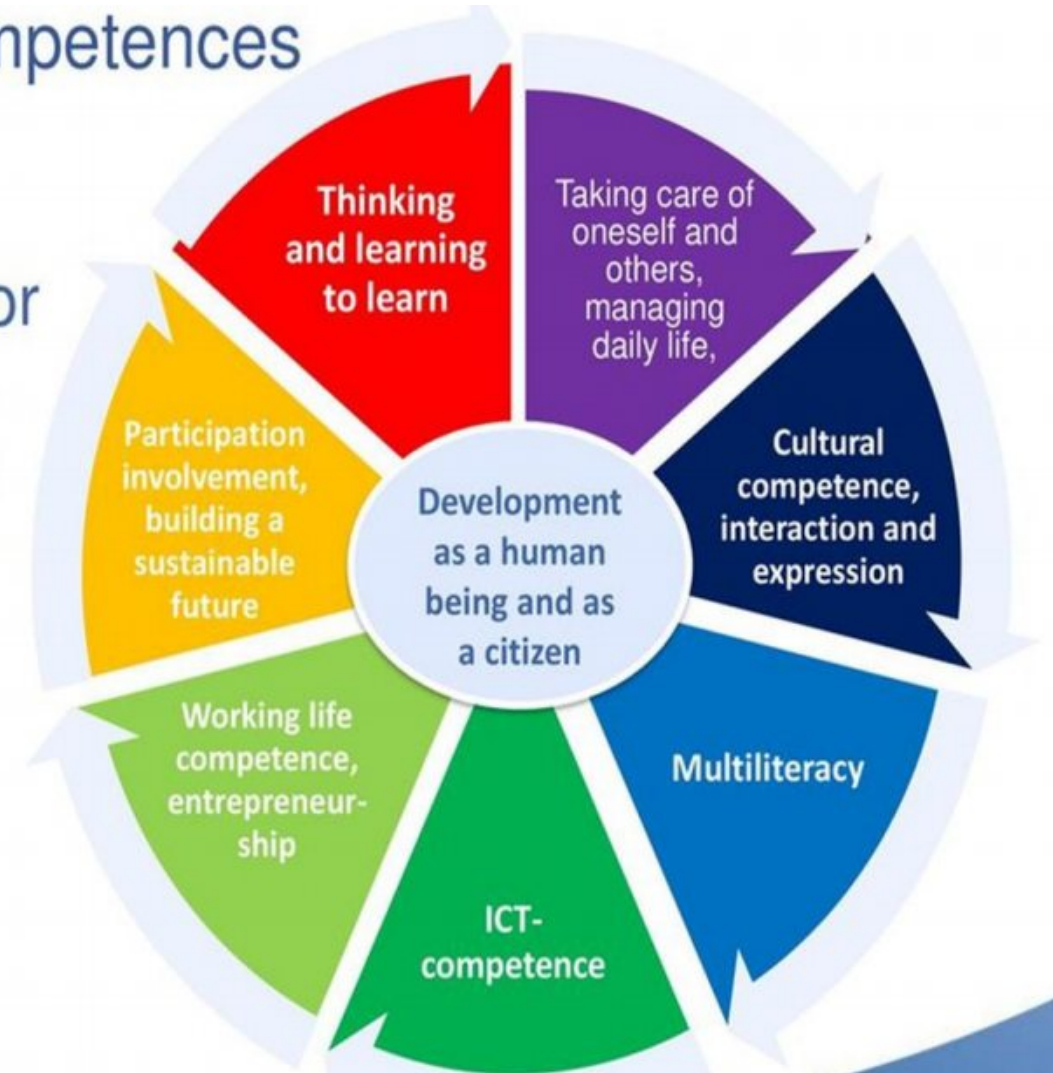 mpetences
or
Thinking
and learning
to learn
Taking care of
oneself and
others,
managing
daily life,
Cultural
competence,
interaction and
expression
Multiliteracy
ICT-
competence
Working life
competence,
entrepreneur-
ship
Participation
involvement,
building a
sustainable
future
Development
as a human
being and as
a citizen